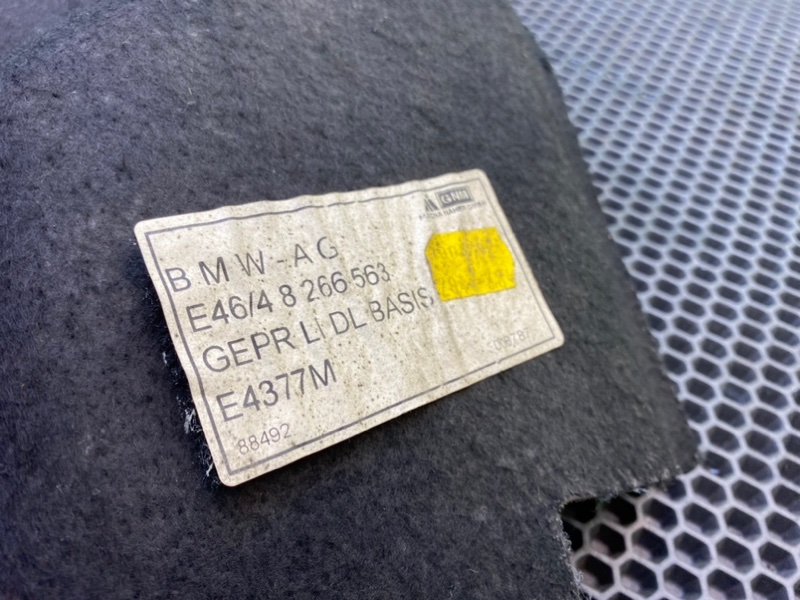 BMW-AG
E46/4 8 266 563
GEPR LI DL BASIS
E4377M
88492